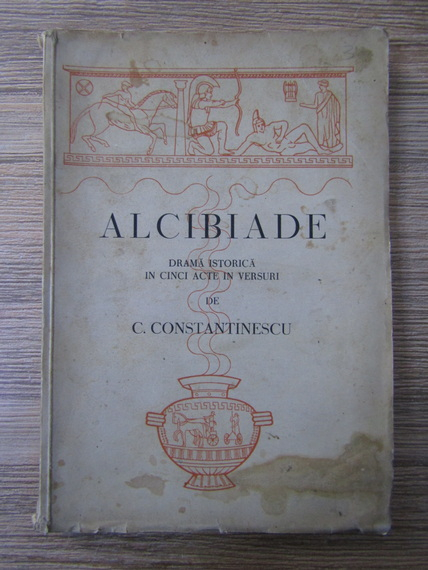 ALCIBIADE
DRAMĂ ISTORICĂ
IN CINCI ACTE IN VERSURI
DE
C. CONSTANTINESCU